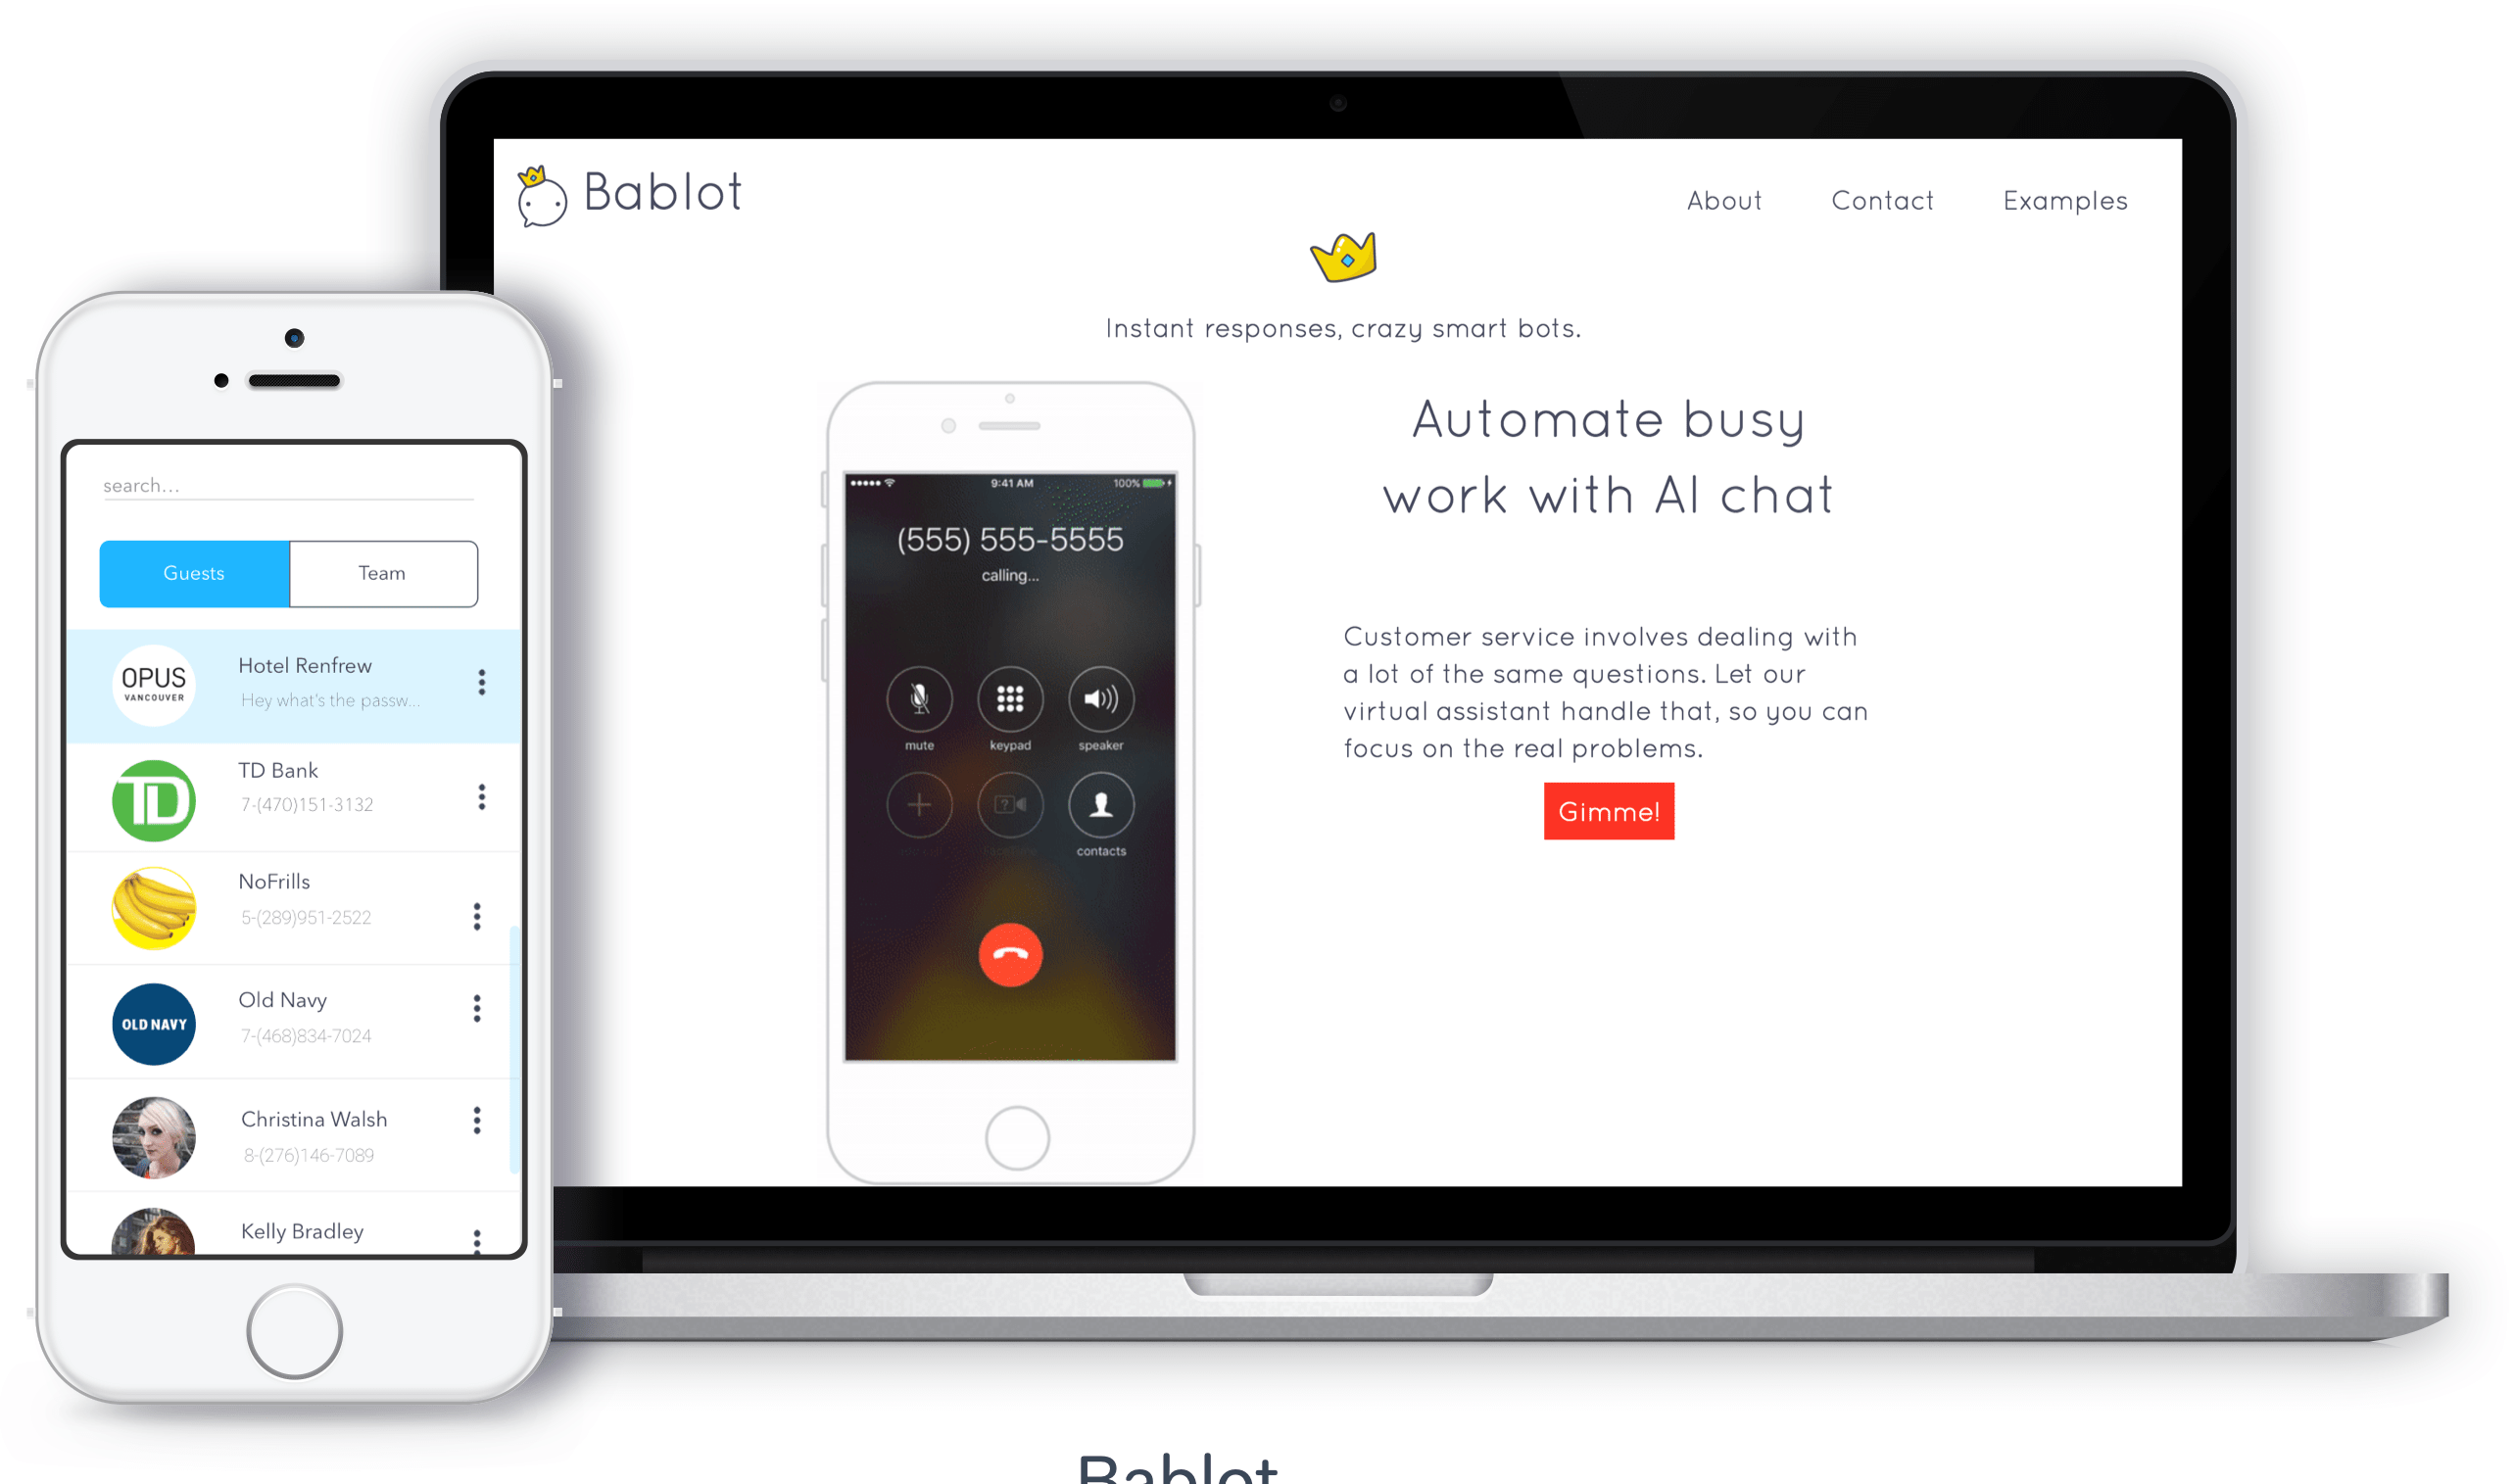 Bablot
About
Contact
Examples
Instant responses, crazy smart bots.
Automate busy
work with AI chat
Customer service involves dealing with
a lot of the same questions. Let our
virtual assistant handle that, so you can
focus on the real problems.
Gimme!
9:41 AM
100%
(555) 555-5555
calling...
mute
keypad
speaker
contacts
search...
Guests
Team
OPUS
VANCOUVER
Hotel Renfrew
Hey what's the passw...
TD
TD Bank
7-(470)151-3132
NoFrills
5-(289)951-2522
OLD NAVY
Old Navy
7-(468)834-7024
Christina Walsh
8-(276)146-7089
Kelly Bradley
Bablot